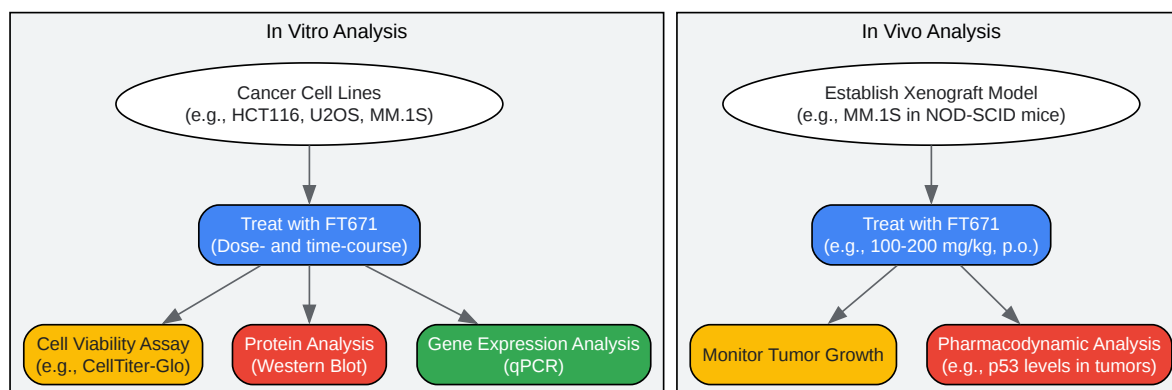 In Vitro Analysis
Cancer Cell Lines
(e.g., HCT116, U2OS, MM.1S)
Treat with FT671
(Dose- and time-course)
Cell Viability Assay
(e.g., CellTiter-Glo)
Protein Analysis
(Western Blot)
Gene Expression Analysis
(qPCR)
In Vivo Analysis
Establish Xenograft Model
(e.g., MM.1S in NOD-SCID mice)
Treat with FT671
(e.g., 100-200 mg/kg, p.o.)
Monitor Tumor Growth
Pharmacodynamic Analysis
(e.g., p53 levels in tumors)